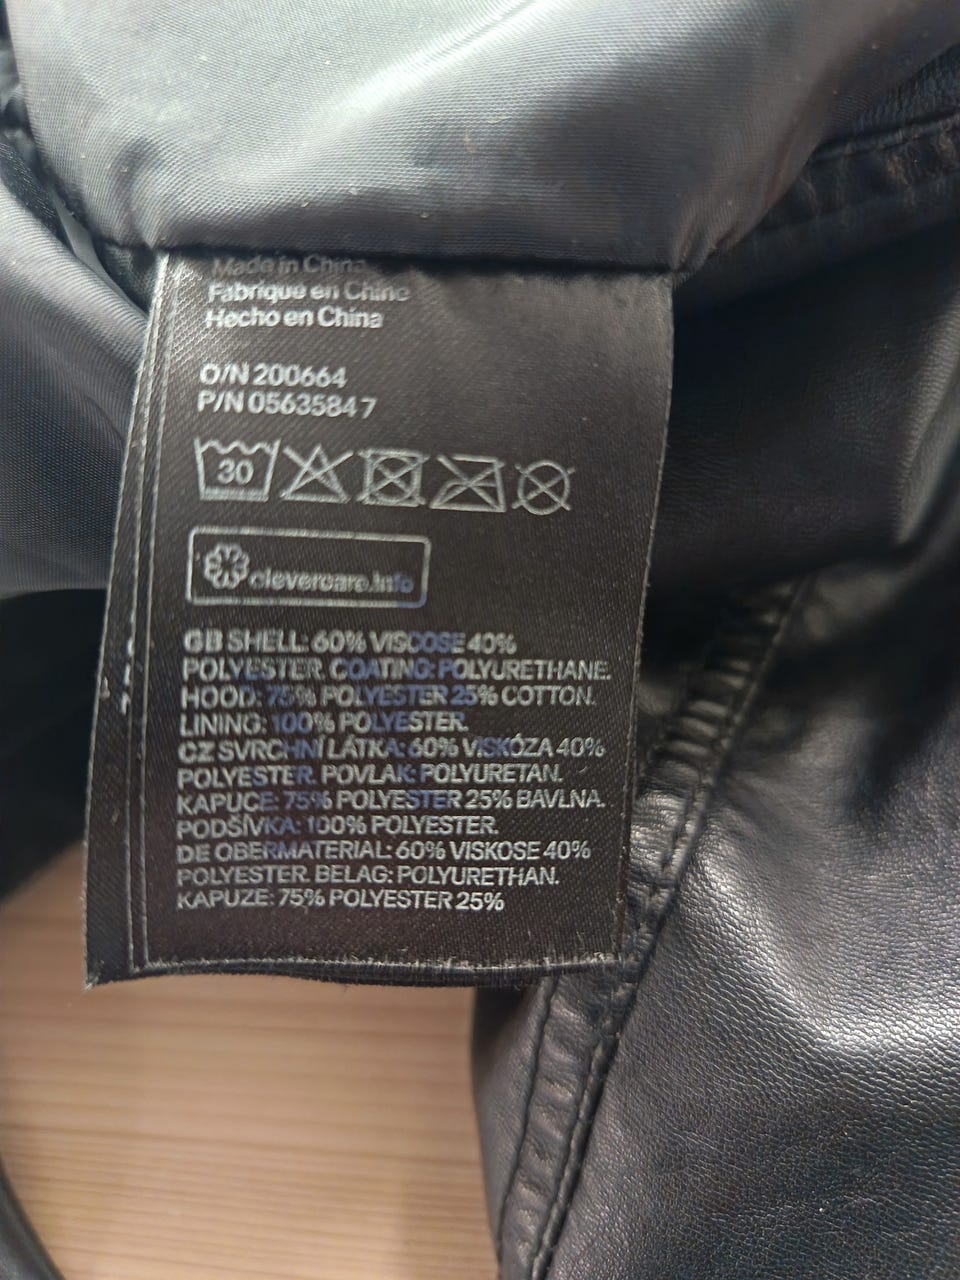 Made in China
Fabriqué en Chine
Hecho en China
O/N 200664
P/N 05635847
30
clevercare.info
GB SHELL: 60% VISCOSE 40%
POLYESTER. COATING: POLYURETHANE.
HOOD: 75% POLYESTER 25% COTTON.
LINING: 100% POLYESTER.
CZ SVRCHNÍ LÁTKA: 60% VISKÓZA 40%
POLYESTER. POVLAK: POLYURETAN.
KAPUCE: 75% POLYESTER 25% BAVLNA.
PODŠÍVKA: 100% POLYESTER.
DE OBERMATERIAL: 60% VISKOSE 40%
POLYESTER. BELAG: POLYURETHAN.
KAPUZE: 75% POLYESTER 25%